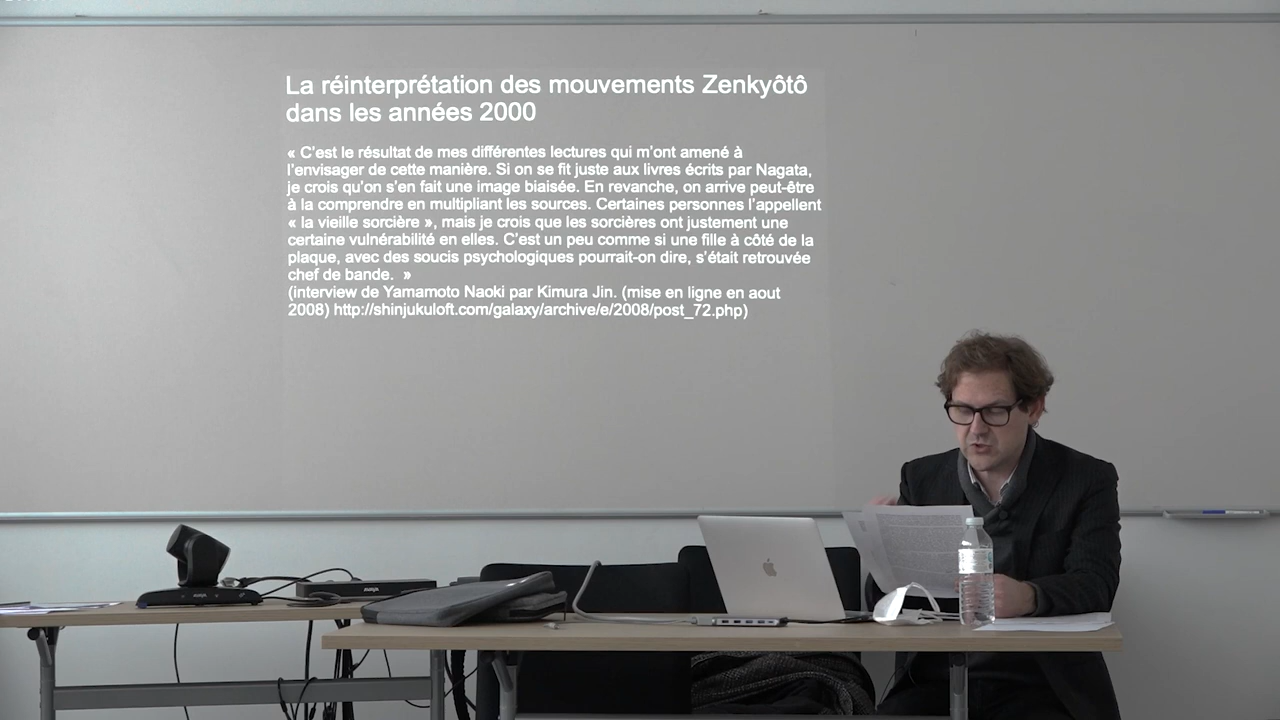 La réinterprétation des mouvements Zenkyôtô
dans les années 2000
« C'est le résultat de mes différentes lectures qui m'ont amené à
l'envisager de cette manière. Si on se fit juste aux livres écrits par Nagata,
je crois qu'on s'en fait une image biaisée. En revanche, on arrive peut-être
à la comprendre en multipliant les sources. Certaines personnes l'appellent
« la vieille sorcière », mais je crois que les sorcières ont justement une
certaine vulnérabilité en elles. C'est un peu comme si une fille à côté de la
plaque, avec des soucis psychologiques pourrait-on dire, s'était retrouvée
chef de bande. »
(interview de Yamamoto Naoki par Kimura Jin. (mise en ligne en aout
2008) http://shinjukuloft.com/galaxy/archive/e/2008/post_72.php)